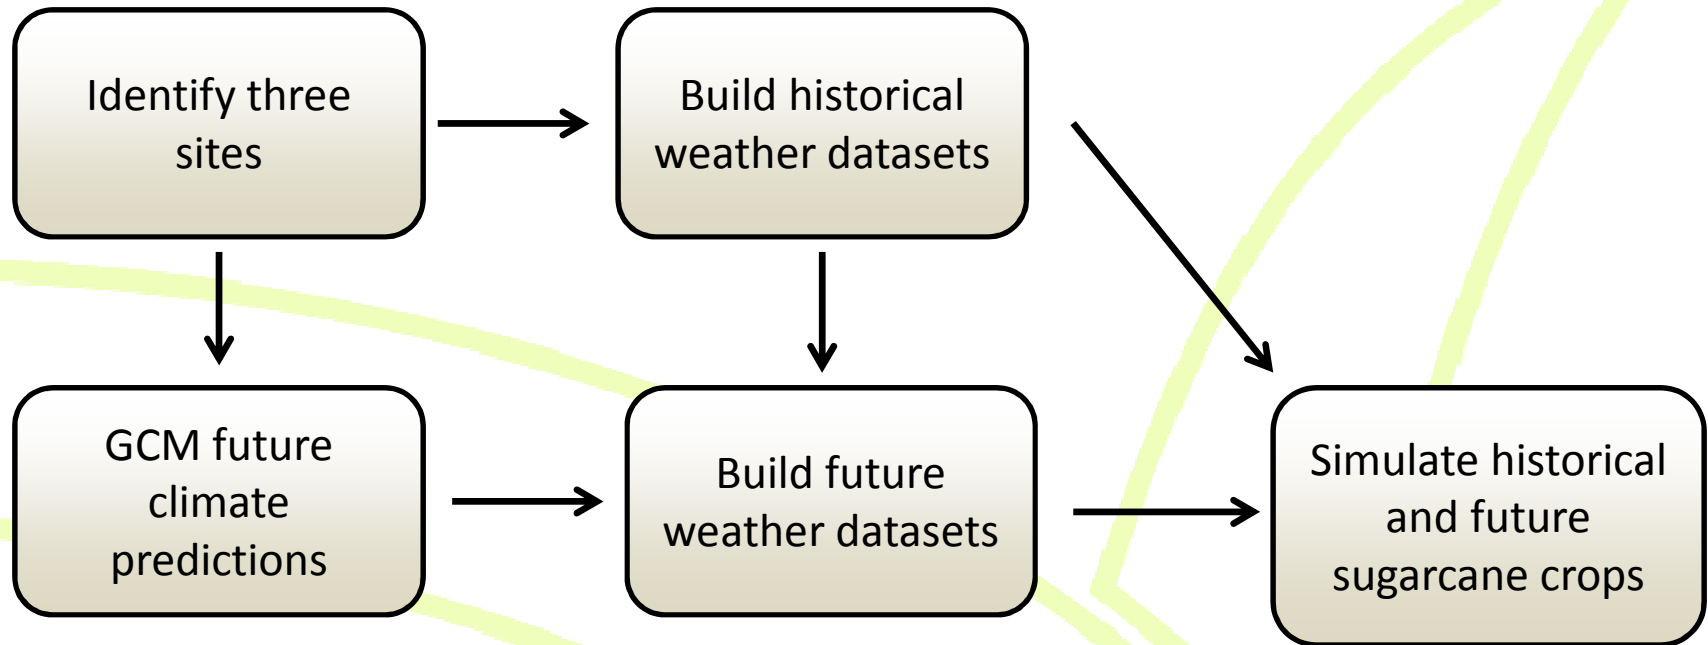 Identify three
sites
Build historical
weather datasets
GCM future
climate
predictions
Build future
weather datasets
Simulate historical
and future
sugarcane crops